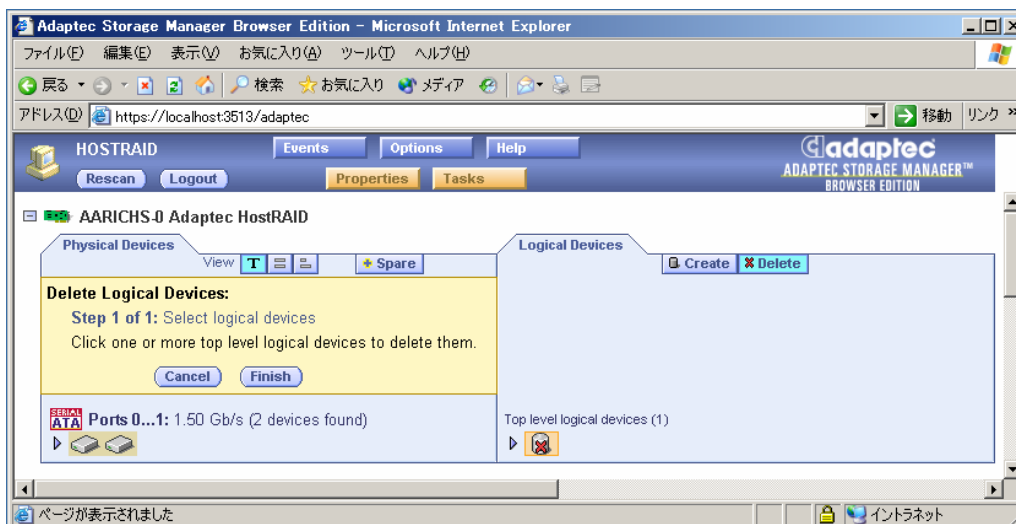 Adaptec Storage Manager Browser Edition - Microsoft Internet Explorer
ファイル(F) 編集(E) 表示(V) お気に入り(A) ツール(T) ヘルプ(H)
戻る 検索 お気に入り メディア
アドレス(D) https://localhost:3513/adaptec 移動 リンク »
HOSTRAID Events Options Help adaptec
Rescan Logout Properties Tasks ADAPTEC STORAGE MANAGER™
BROWSER EDITION
AARICHS-0 Adaptec HostRAID
Physical Devices Logical Devices
View T + Spare Create Delete
Delete Logical Devices:
Step 1 of 1: Select logical devices
Click one or more top level logical devices to delete them.
Cancel Finish
SERIAL ATA Ports 0...1: 1.50 Gb/s (2 devices found) Top level logical devices (1)
ページが表示されました イントラネット